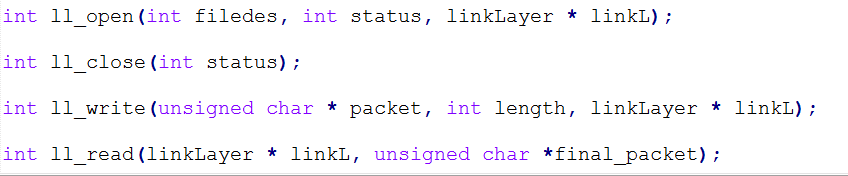 int ll_open(int filedes, int status, linkLayer * linkL);
int ll_close(int status);
int ll_write(unsigned char * packet, int length, linkLayer * linkL);
int ll_read(linkLayer * linkL, unsigned char *final_packet);